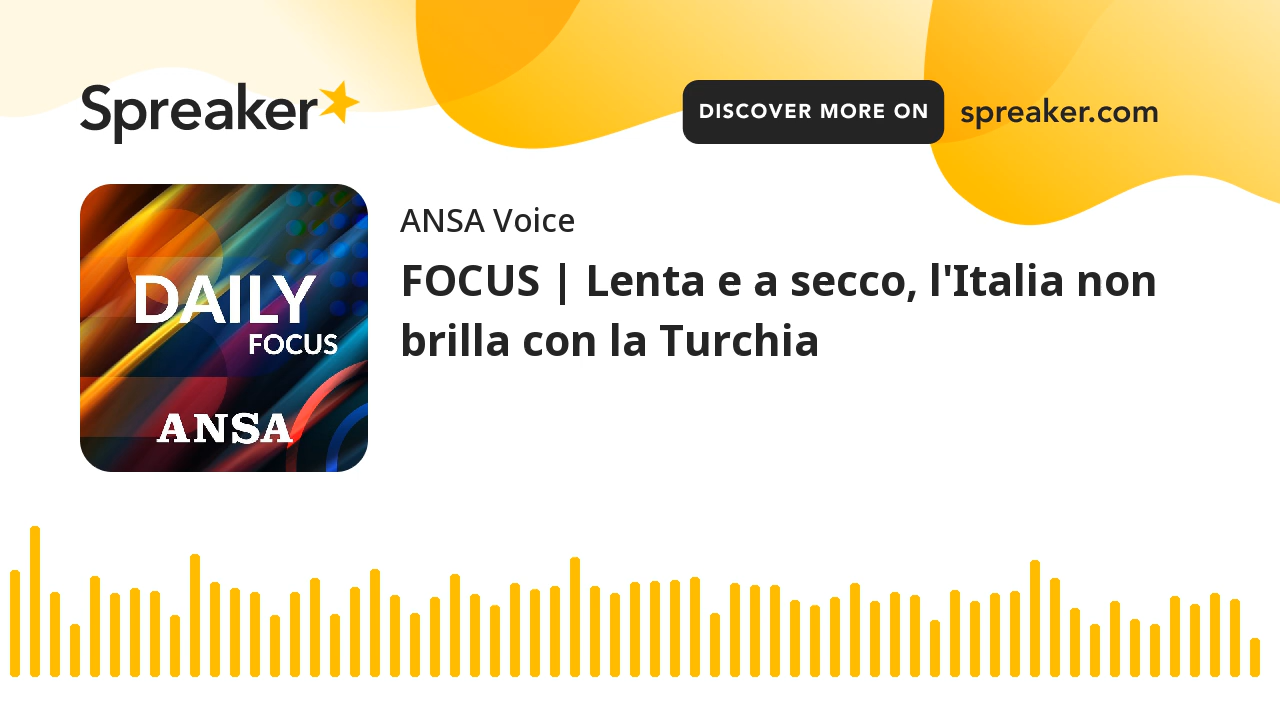 Spreaker
DISCOVER MORE ON
spreaker.com
DAILY
FOCUS
ANSA
ANSA Voice
FOCUS | Lenta e a secco, l'Italia non
brilla con la Turchia